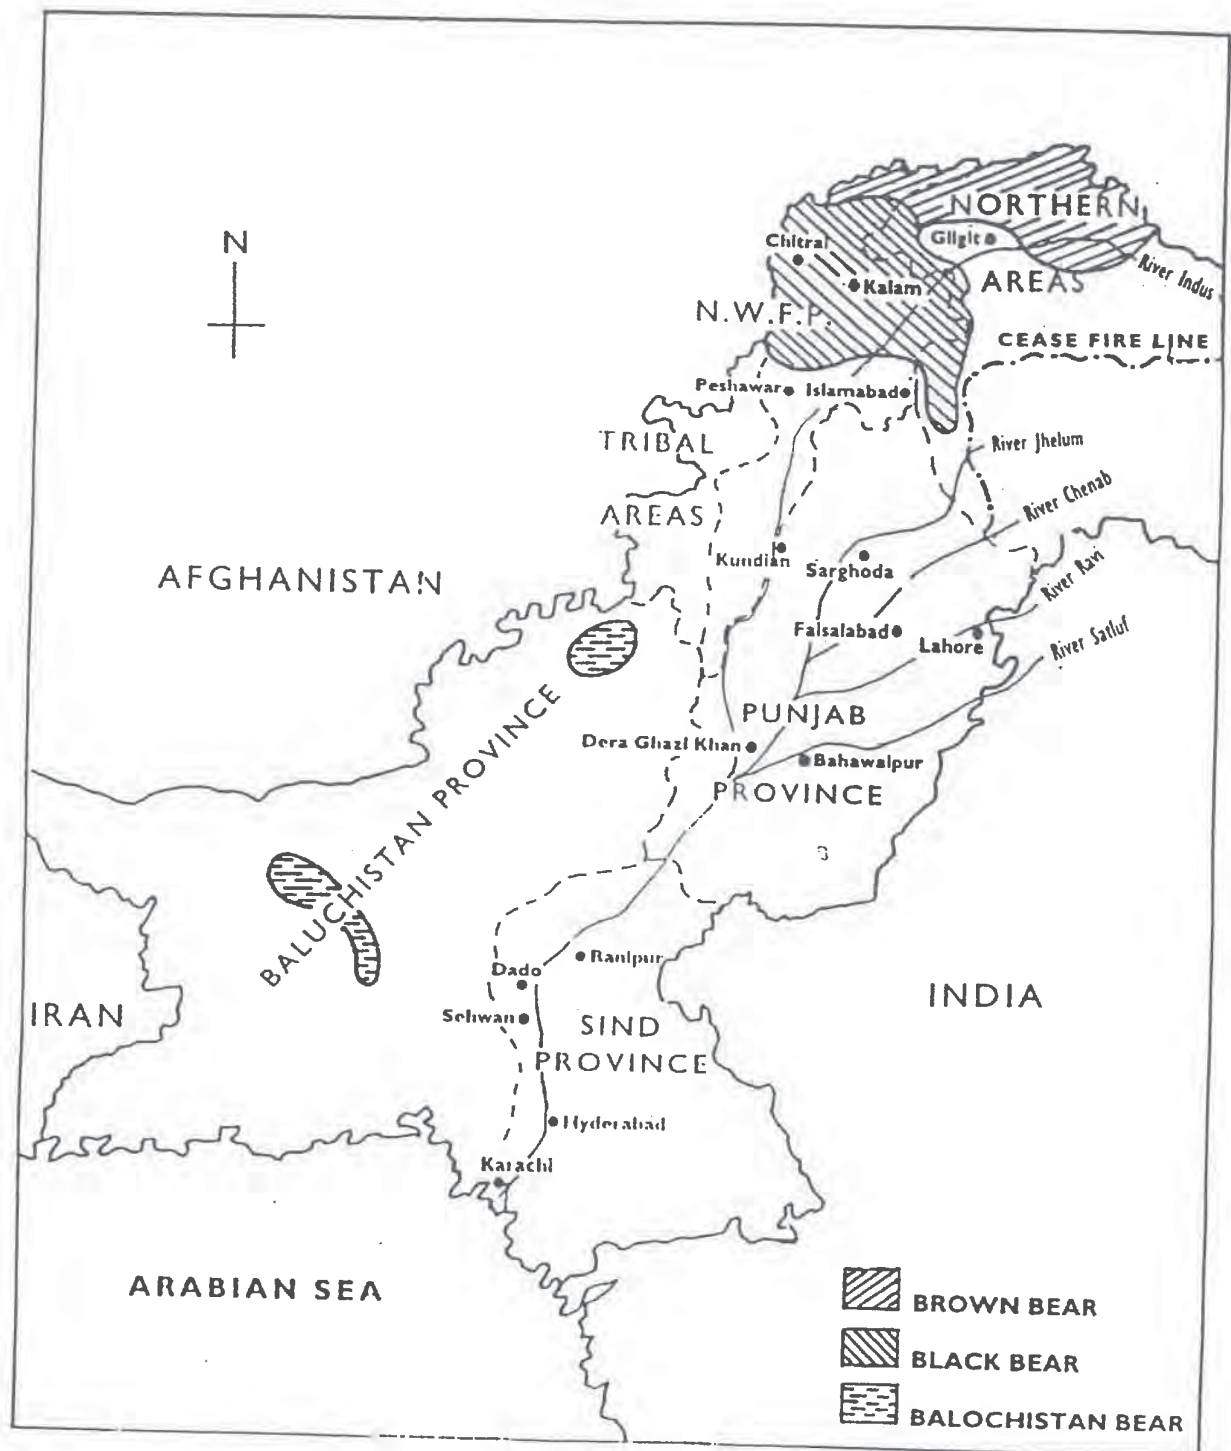 N
NORTHERN
Chitral
Gilgit
Kalam
AREAS
River Indus
N.W.F.P.
CEASE FIRE LINE
Peshawar
Islamabad
TRIBAL
River Jhelum
AREAS
River Chenab
Kundian
Sarghoda
AFGHANISTAN
River Ravi
Faisalabad
Lahore
River Satluf
PUNJAB
Dera Ghazi Khan
Bahawalpur
PROVINCE
BALUCHISTAN PROVINCE
Ranipur
Dado
IRAN
INDIA
Sehwan
SIND
PROVINCE
Hyderabad
Karachi
ARABIAN SEA
BROWN BEAR
BLACK BEAR
BALOCHISTAN BEAR